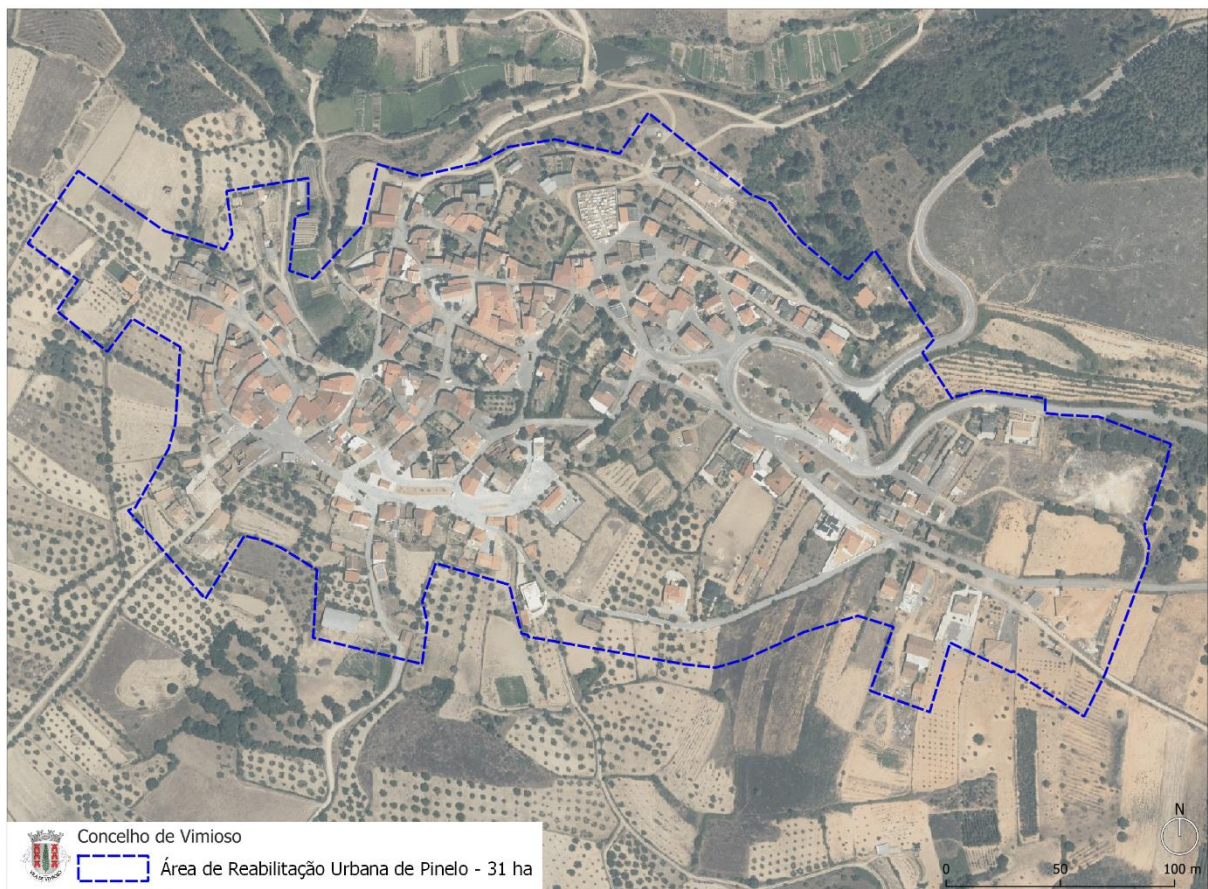 Concelho de Vimioso
Área de Reabilitação Urbana de Pinelo - 31 ha
N
0 50 100 m